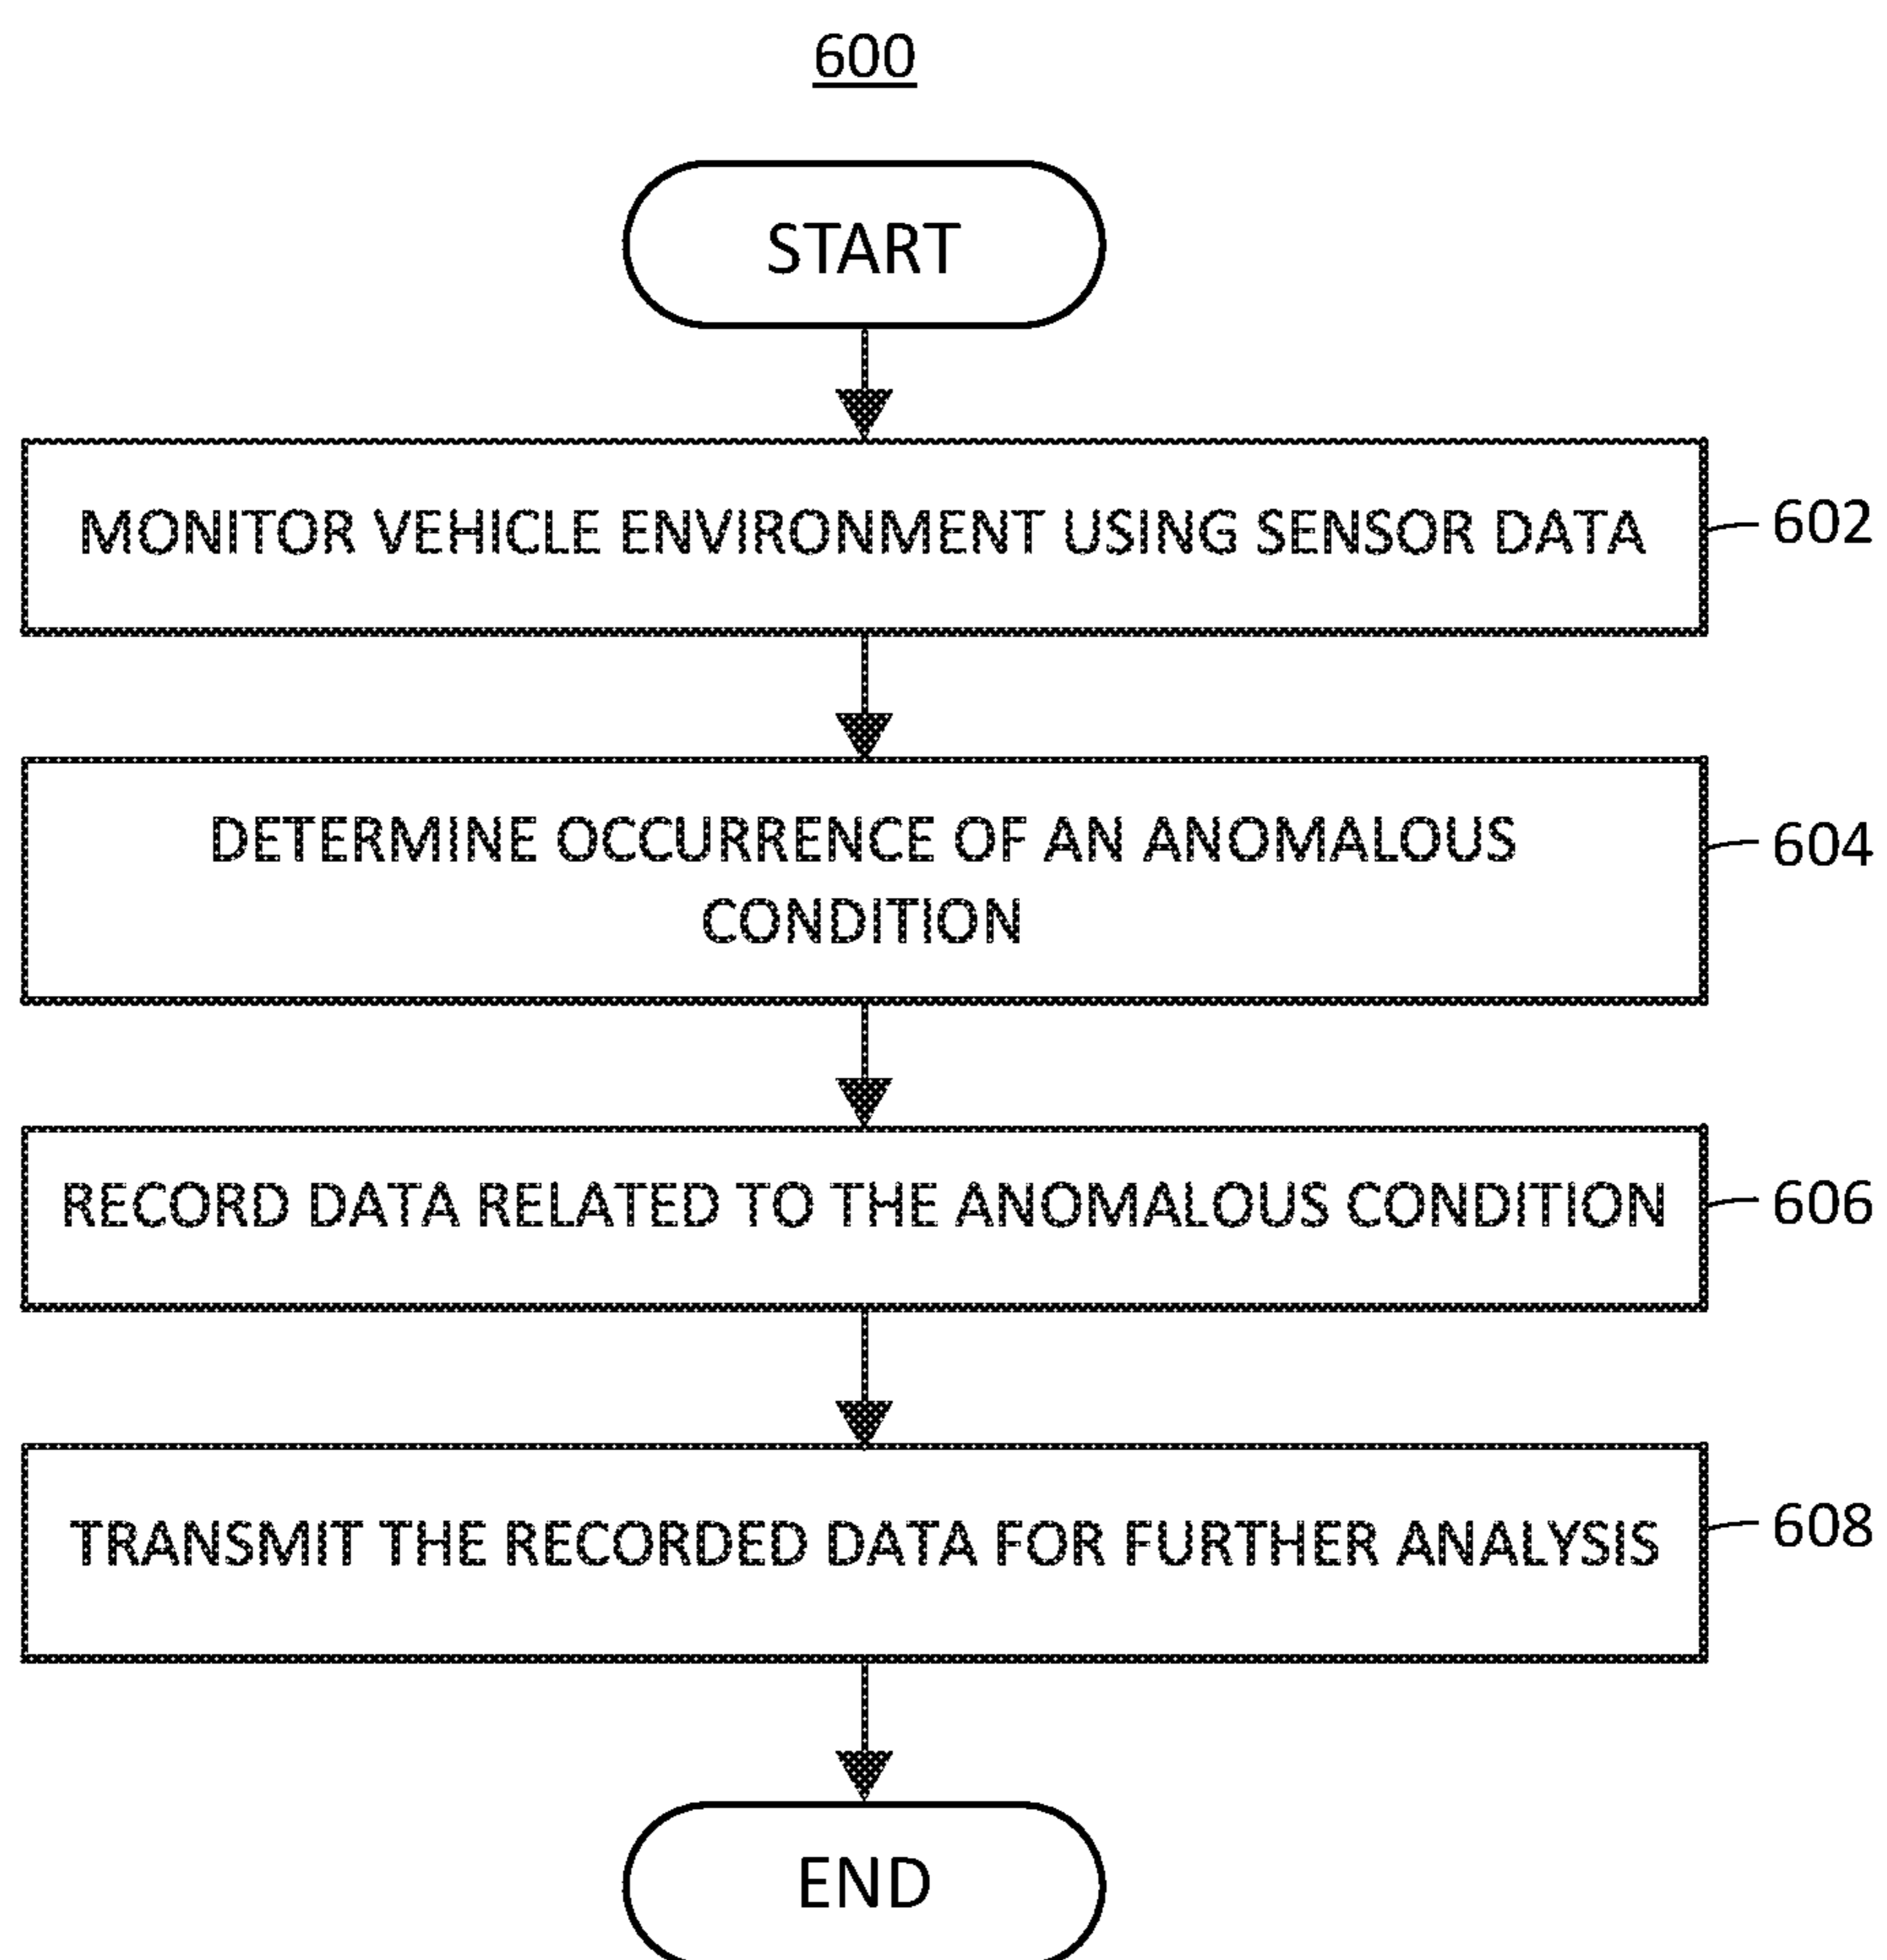 600
START
MONITOR VEHICLE ENVIRONMENT USING SENSOR DATA
602
DETERMINE OCCURRENCE OF AN ANOMALOUS
CONDITION
604
RECORD DATA RELATED TO THE ANOMALOUS CONDITION
606
TRANSMIT THE RECORDED DATA FOR FURTHER ANALYSIS
608
END